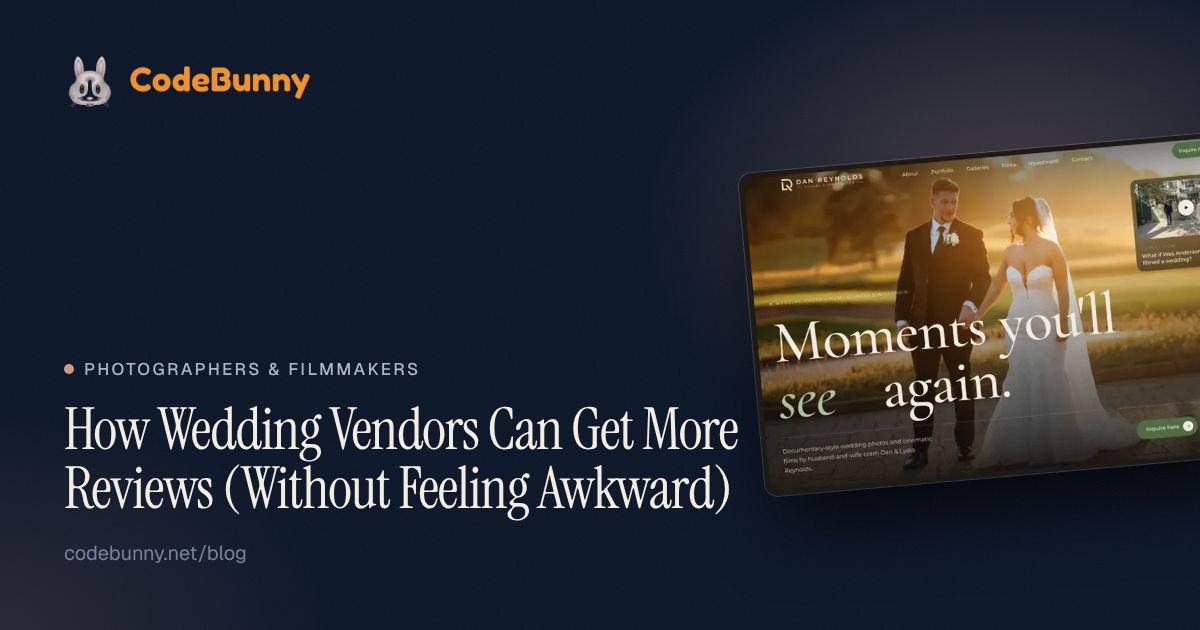 CodeBunny
PHOTOGRAPHERS & FILMMAKERS
How Wedding Vendors Can Get More
Reviews (Without Feeling Awkward)
codebunny.net/blog
DAN REYNOLDS
About Portfolio Galleries Films Investment Contact
Inquire
What if Wes Anderson
filmed a wedding?
Moments you'll
see again.
Documentary-style wedding photos and cinematic
films by husband-and-wife team Dan & Lydia
Reynolds.
Inquire here